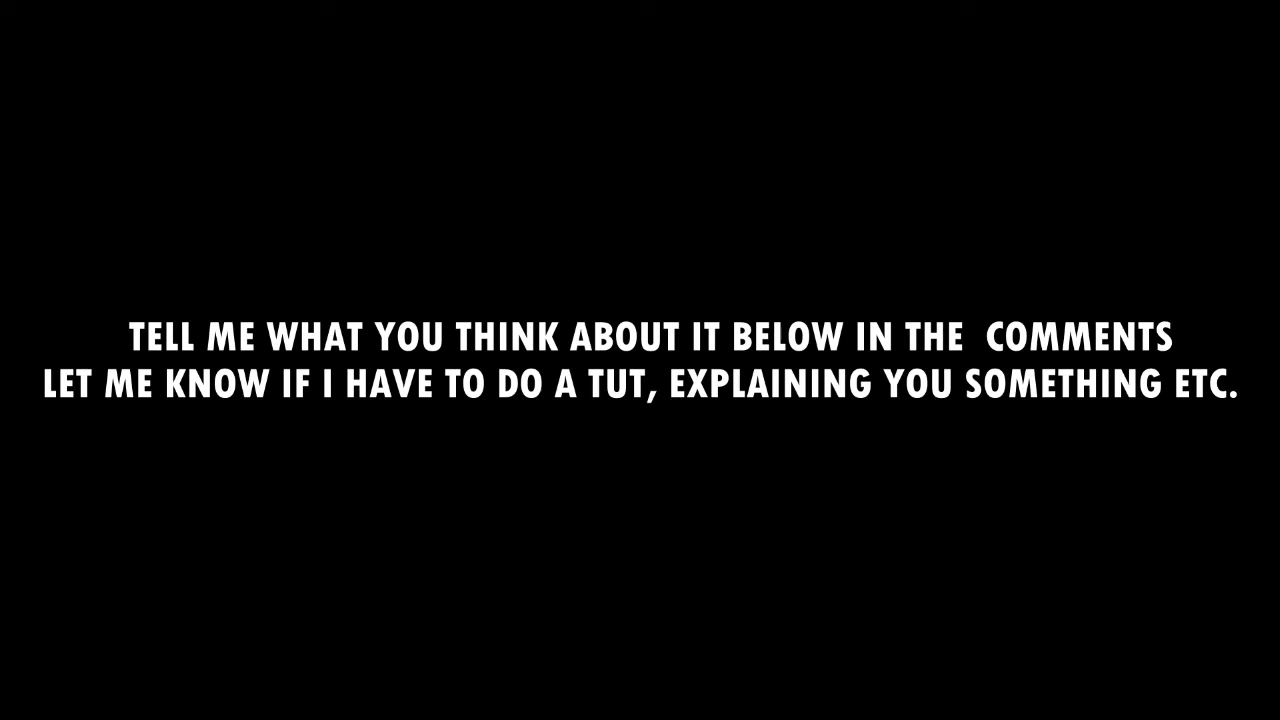 TELL ME WHAT YOU THINK ABOUT IT BELOW IN THE  COMMENTS
LET ME KNOW IF I HAVE TO DO A TUT, EXPLAINING YOU SOMETHING ETC.